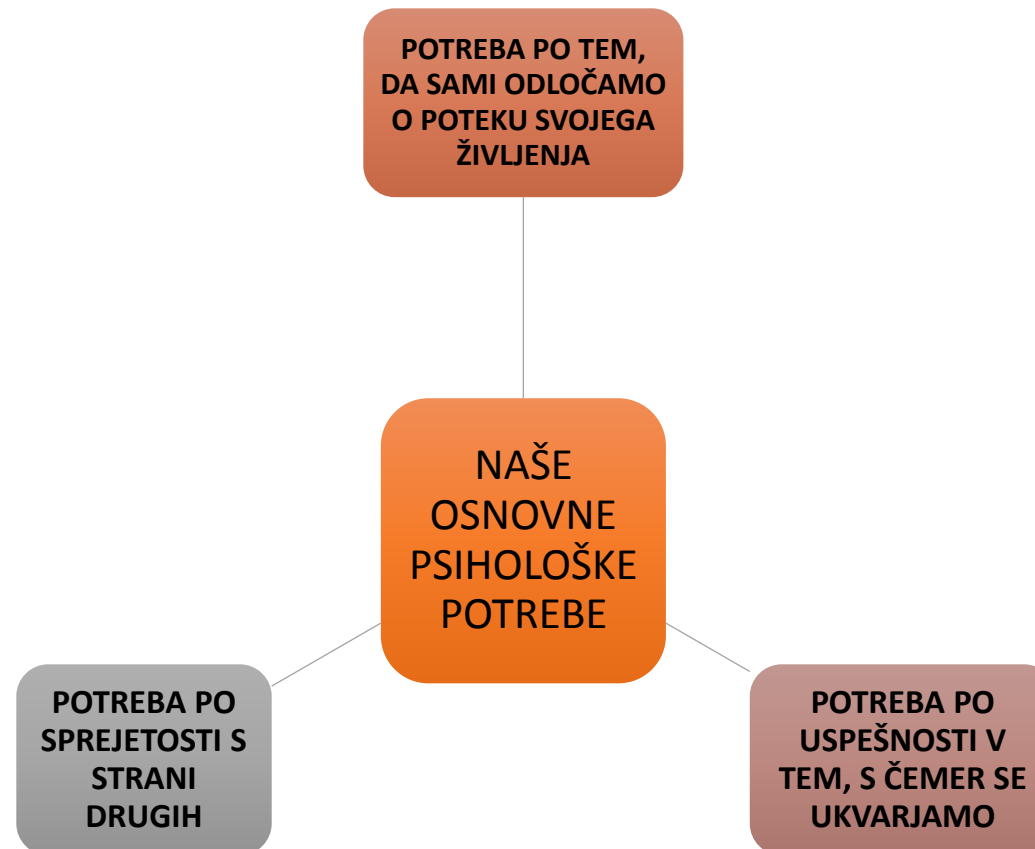 POTREBA PO TEM,
DA SAMI ODLOČAMO
O POTEKU SVOJEGA
ŽIVLJENJA
NAŠE
OSNOVNE
PSIHOLOŠKE
POTREBE
POTREBA PO
SPREJETOSTI S
STRANI
DRUGIH
POTREBA PO
USPEŠNOSTI V
TEM, S ČEMER SE
UKVARJAMO